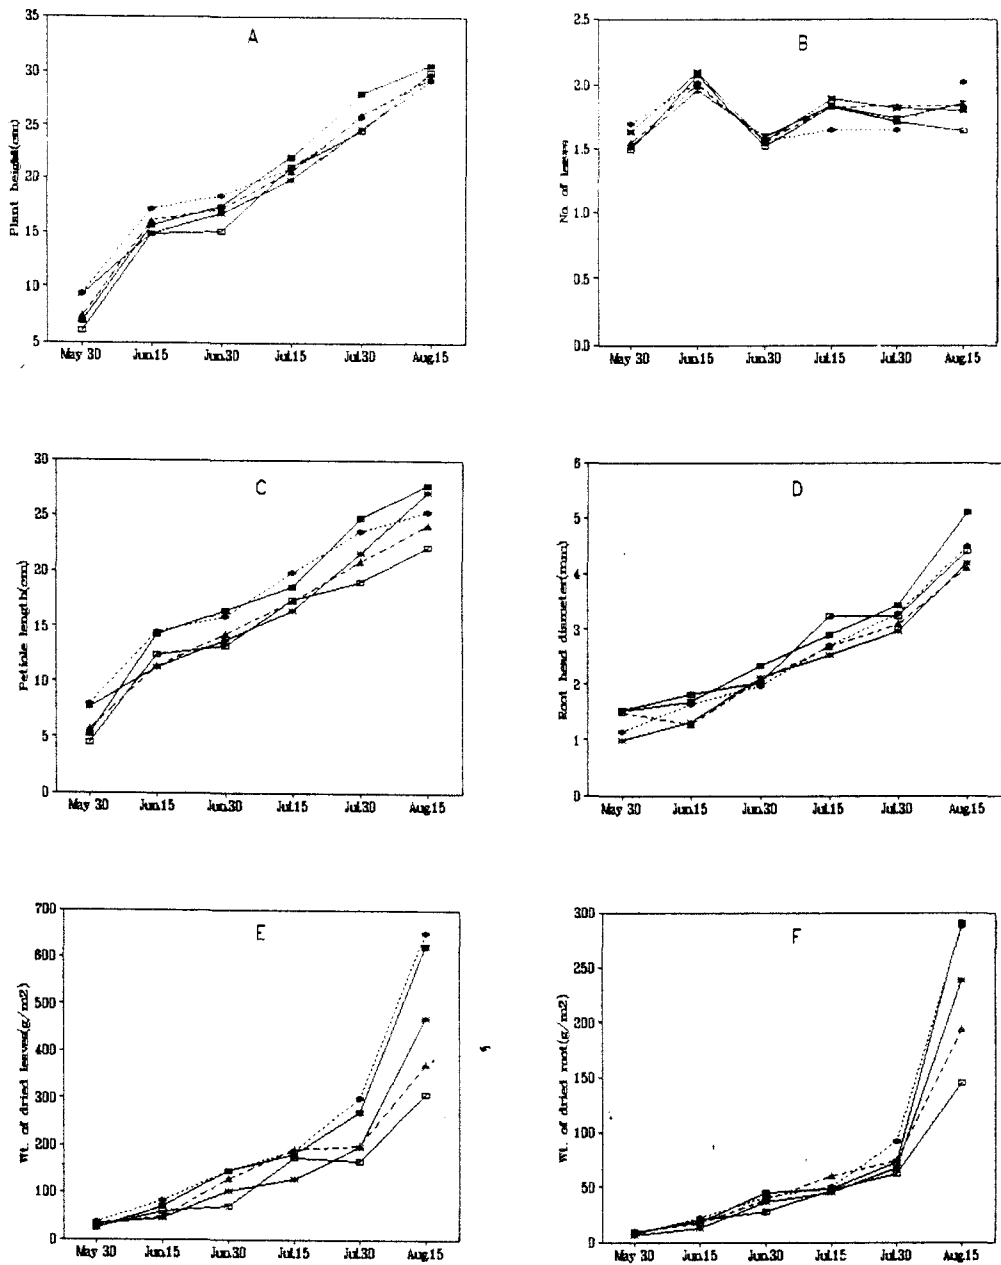 A
Plant height(cm)
35
30
25
20
15
10
5
May 30 Jun.15 Jun.30 Jul.15 Jul.30 Aug.15
B
No. of leaves
2.5
2.0
1.5
1.0
0.5
0.0
May 30 Jun.15 Jun.30 Jul.15 Jul.30 Aug.15
C
Petiole length(cm)
30
25
20
15
10
5
0
May 30 Jun.15 Jun.30 Jul.15 Jul.30 Aug.15
D
Root head diameter(mm)
6
5
4
3
2
1
0
May 30 Jun.15 Jun.30 Jul.15 Jul.30 Aug.15
E
Wt. of dried leaves(g/m2)
700
600
500
400
300
200
100
0
May 30 Jun.15 Jun.30 Jul.15 Jul.30 Aug.15
F
Wt. of dried root(g/m2)
300
250
200
150
100
50
0
May 30 Jun.15 Jun.30 Jul.15 Jul.30 Aug.15